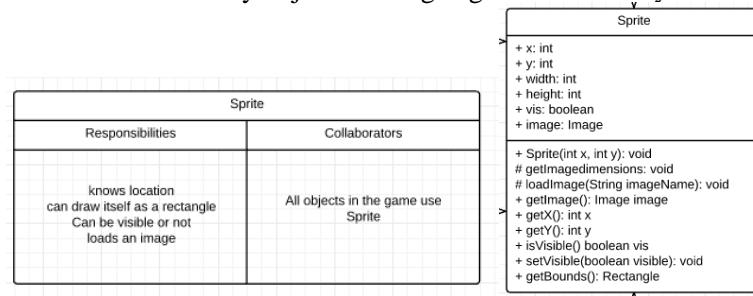 Sprite
Responsibilities
Collaborators
knows location
can draw itself as a rectangle
Can be visible or not
loads an image
All objects in the game use
Sprite
Sprite
+ x: int
+ y: int
+ width: int
+ height: int
+ vis: boolean
+ image: Image
+ Sprite(int x, int y): void
# getImagedimensions: void
# loadImage(String imageName): void
+ getImage(): Image image
+ getX(): int x
+ getY(): int y
+ isVisible() boolean vis
+ setVisible(boolean visible): void
+ getBounds(): Rectangle